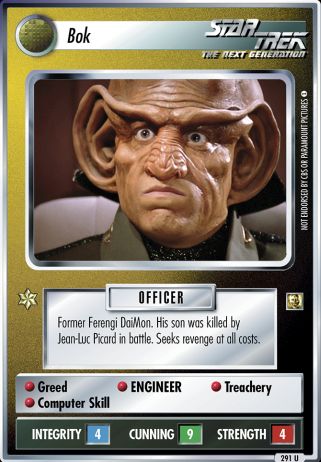 Bok
STAR TREK
THE NEXT GENERATION
NOT ENDORSED BY CBS OR PARAMOUNT PICTURES
OFFICER
Former Ferengi DaiMon. His son was killed by
Jean-Luc Picard in battle. Seeks revenge at all costs.
Greed ENGINEER Treachery
Computer Skill
INTEGRITY 4 CUNNING 9 STRENGTH 4
291 U